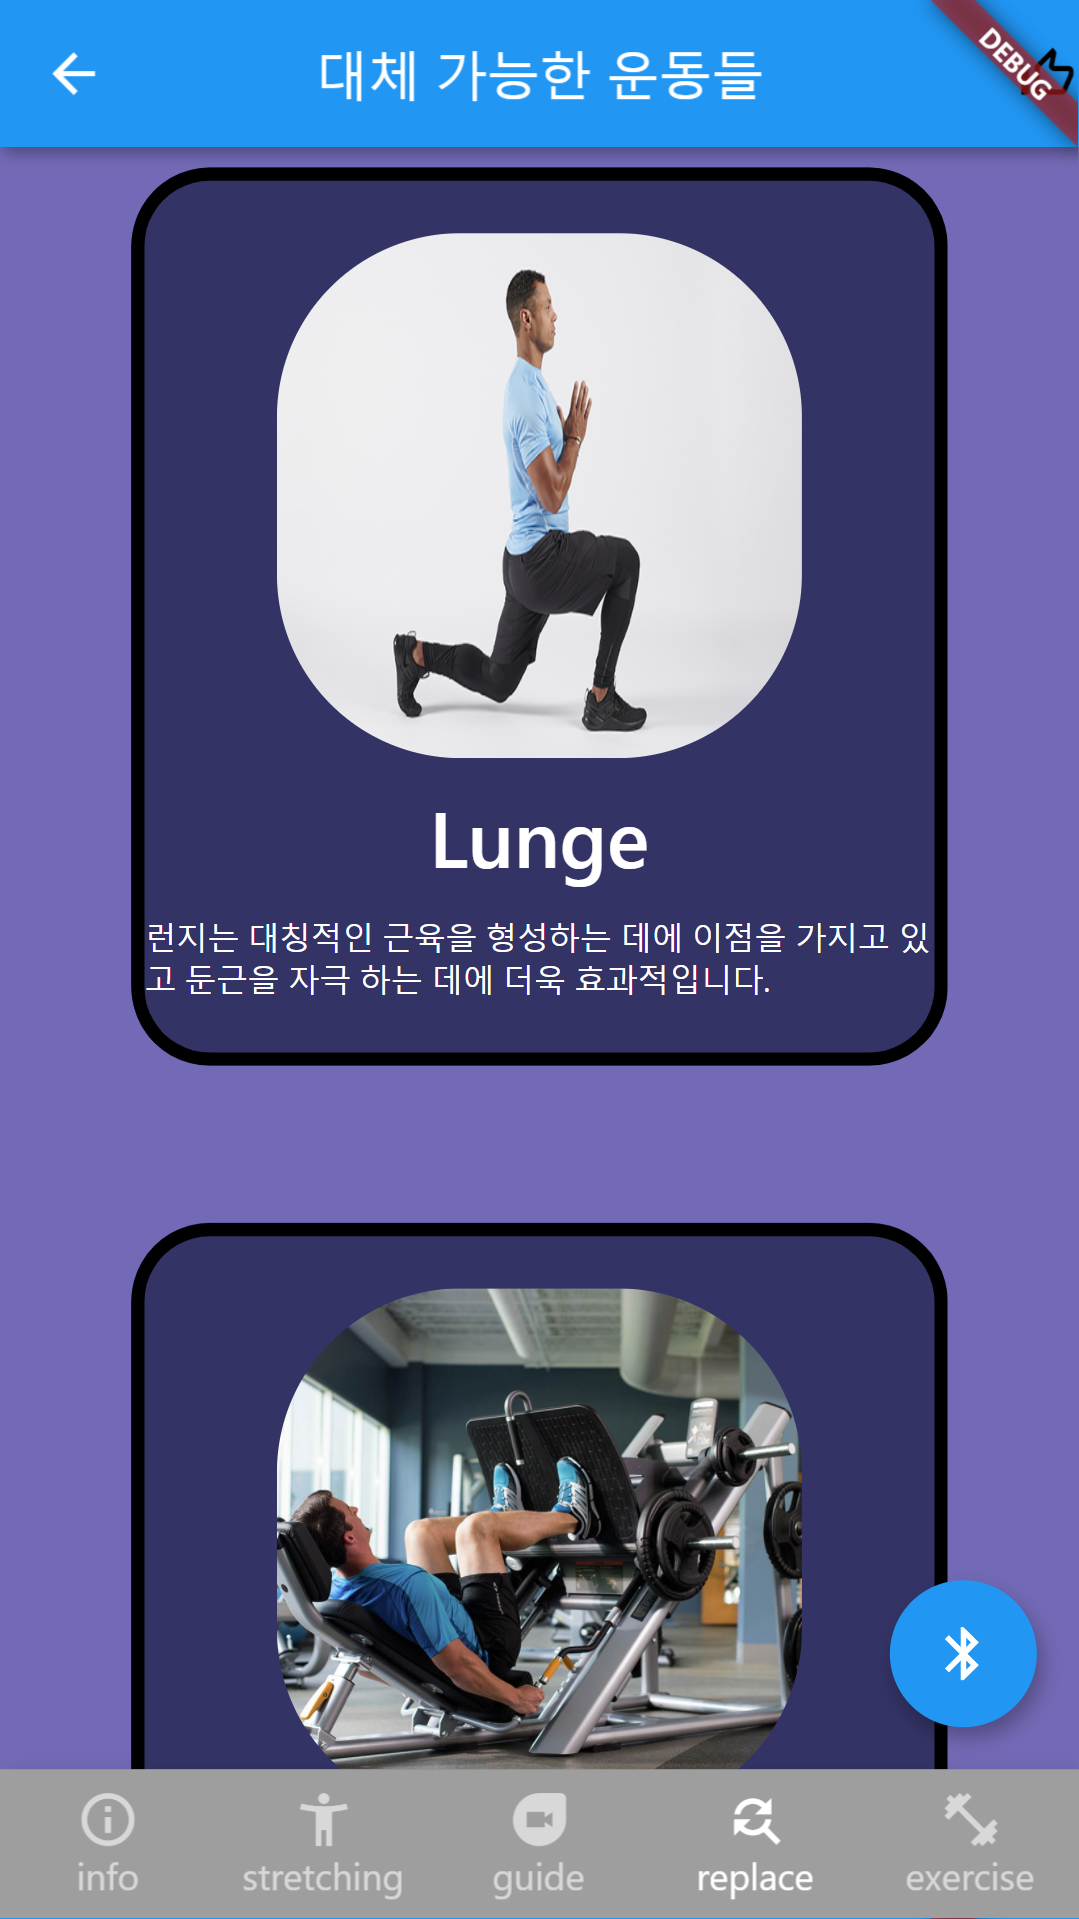 대체 가능한 운동들
DEBUG
Lunge
런지는 대칭적인 근육을 형성하는 데에 이점을 가지고 있
고 둔근을 자극 하는 데에 더욱 효과적입니다.
info
stretching
guide
replace
exercise